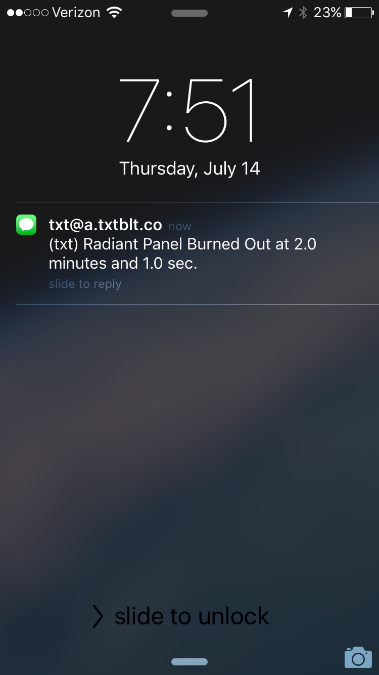 Verizon 23%
7:51
Thursday, July 14
txt@a.txtblt.co now
(txt) Radiant Panel Burned Out at 2.0
minutes and 1.0 sec.
slide to reply
slide to unlock